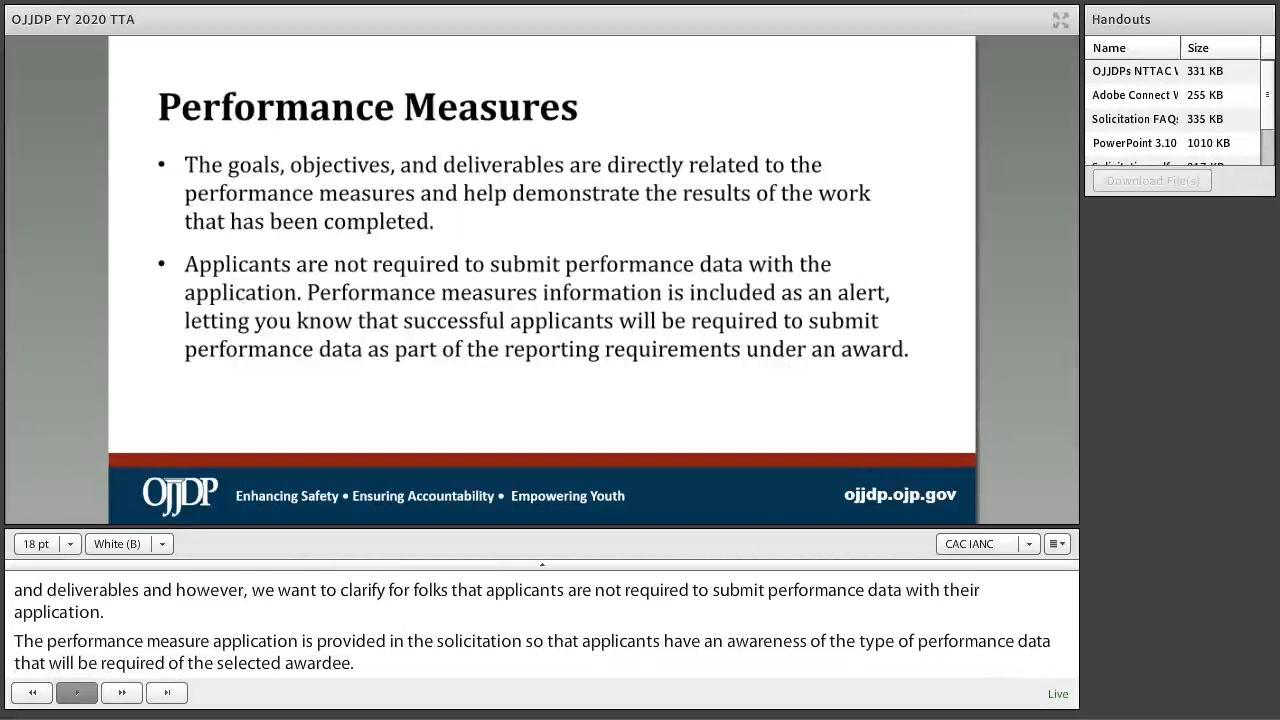 OJJDP FY 2020 TTA
Performance Measures
• The goals, objectives, and deliverables are directly related to the
performance measures and help demonstrate the results of the work
that has been completed.
• Applicants are not required to submit performance data with the
application. Performance measures information is included as an alert,
letting you know that successful applicants will be required to submit
performance data as part of the reporting requirements under an award.
OJJDP Enhancing Safety • Ensuring Accountability • Empowering Youth ojjdp.ojp.gov
18 pt White (B) CAC IANC
and deliverables and however, we want to clarify for folks that applicants are not required to submit performance data with their
application.
The performance measure application is provided in the solicitation so that applicants have an awareness of the type of performance data
that will be required of the selected awardee.
Live
Handouts
Name Size
OJJDPs NTTAC 331 KB
Adobe Connect 255 KB
Solicitation FAQs 335 KB
PowerPoint 3.10 1010 KB
Download File(s)